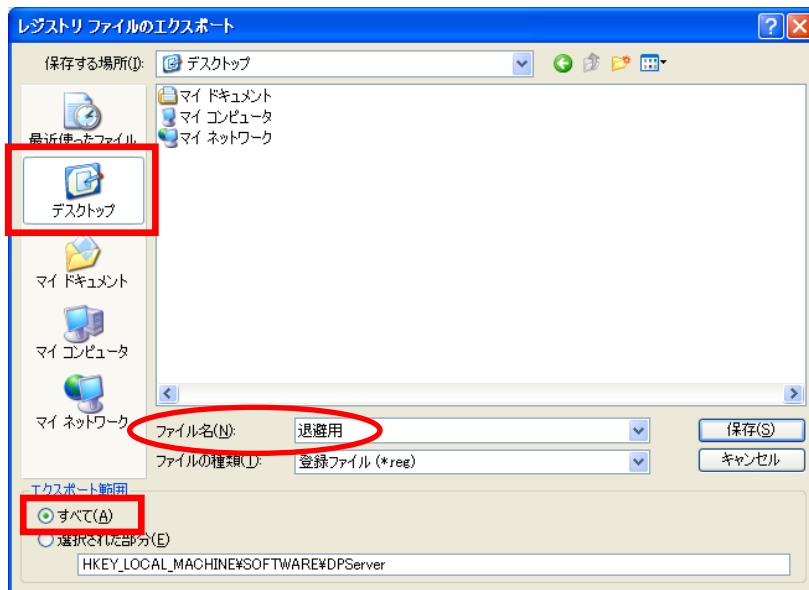 レジストリ ファイルのエクスポート
保存する場所(I): デスクトップ
最近使ったファイル
デスクトップ
マイ ドキュメント
マイ コンピュータ
マイ ネットワーク
マイ ドキュメント
マイ コンピュータ
マイ ネットワーク
ファイル名(N): 退避用 保存(S)
ファイルの種類(T): 登録ファイル (*reg) キャンセル
エクスポート範囲
すべて(A)
選択された部分(E)
HKEY_LOCAL_MACHINE¥SOFTWARE¥DPServer